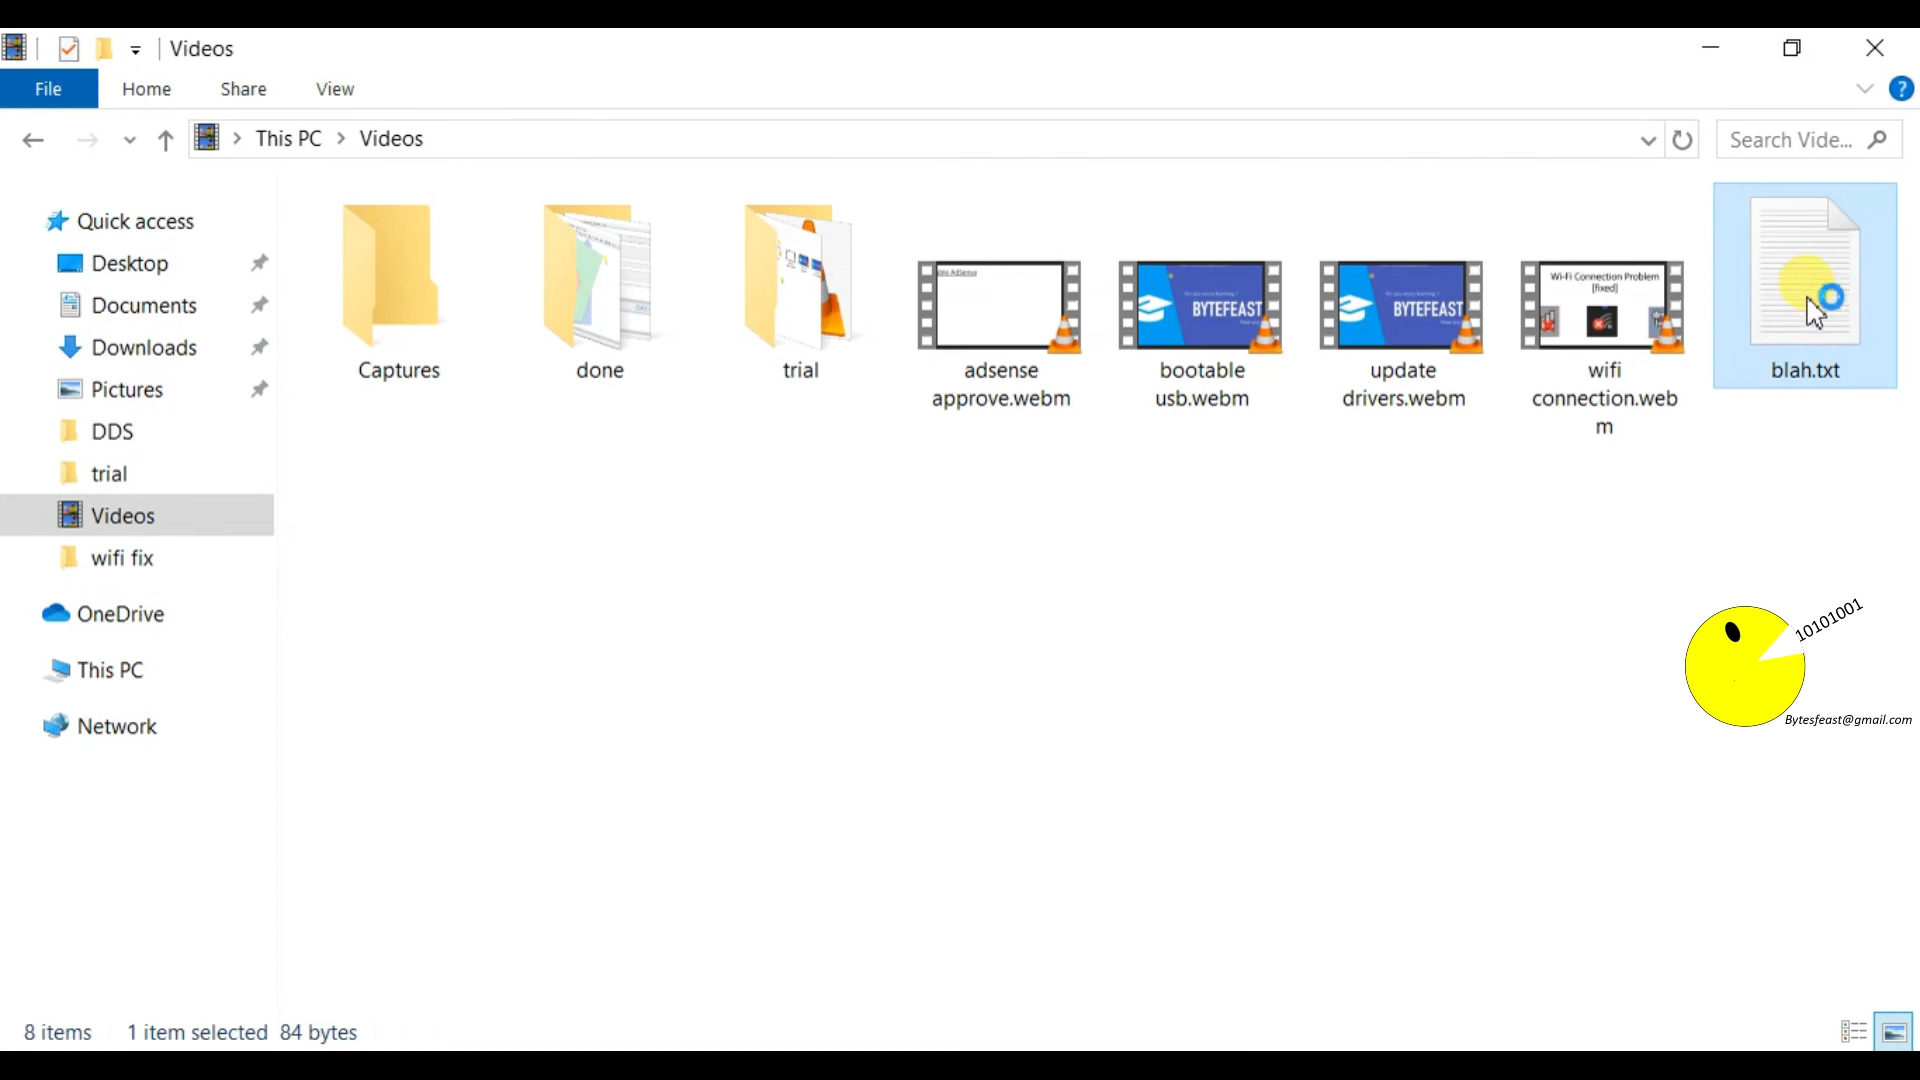 Videos
File Home Share View
This PC Videos
Search Vide...
Quick access
Desktop
Documents
Downloads
Pictures
DDS
trial
Videos
wifi fix
OneDrive
This PC
Network
Captures
done
trial
adsense
approve.webm
BYTEFEAST
bootable
usb.webm
BYTEFEAST
update
drivers.webm
Wi-Fi Connection Problem
[fixed]
wifi
connection.web
m
blah.txt
10101001
Bytesfeast@gmail.com
8 items 1 item selected 84 bytes